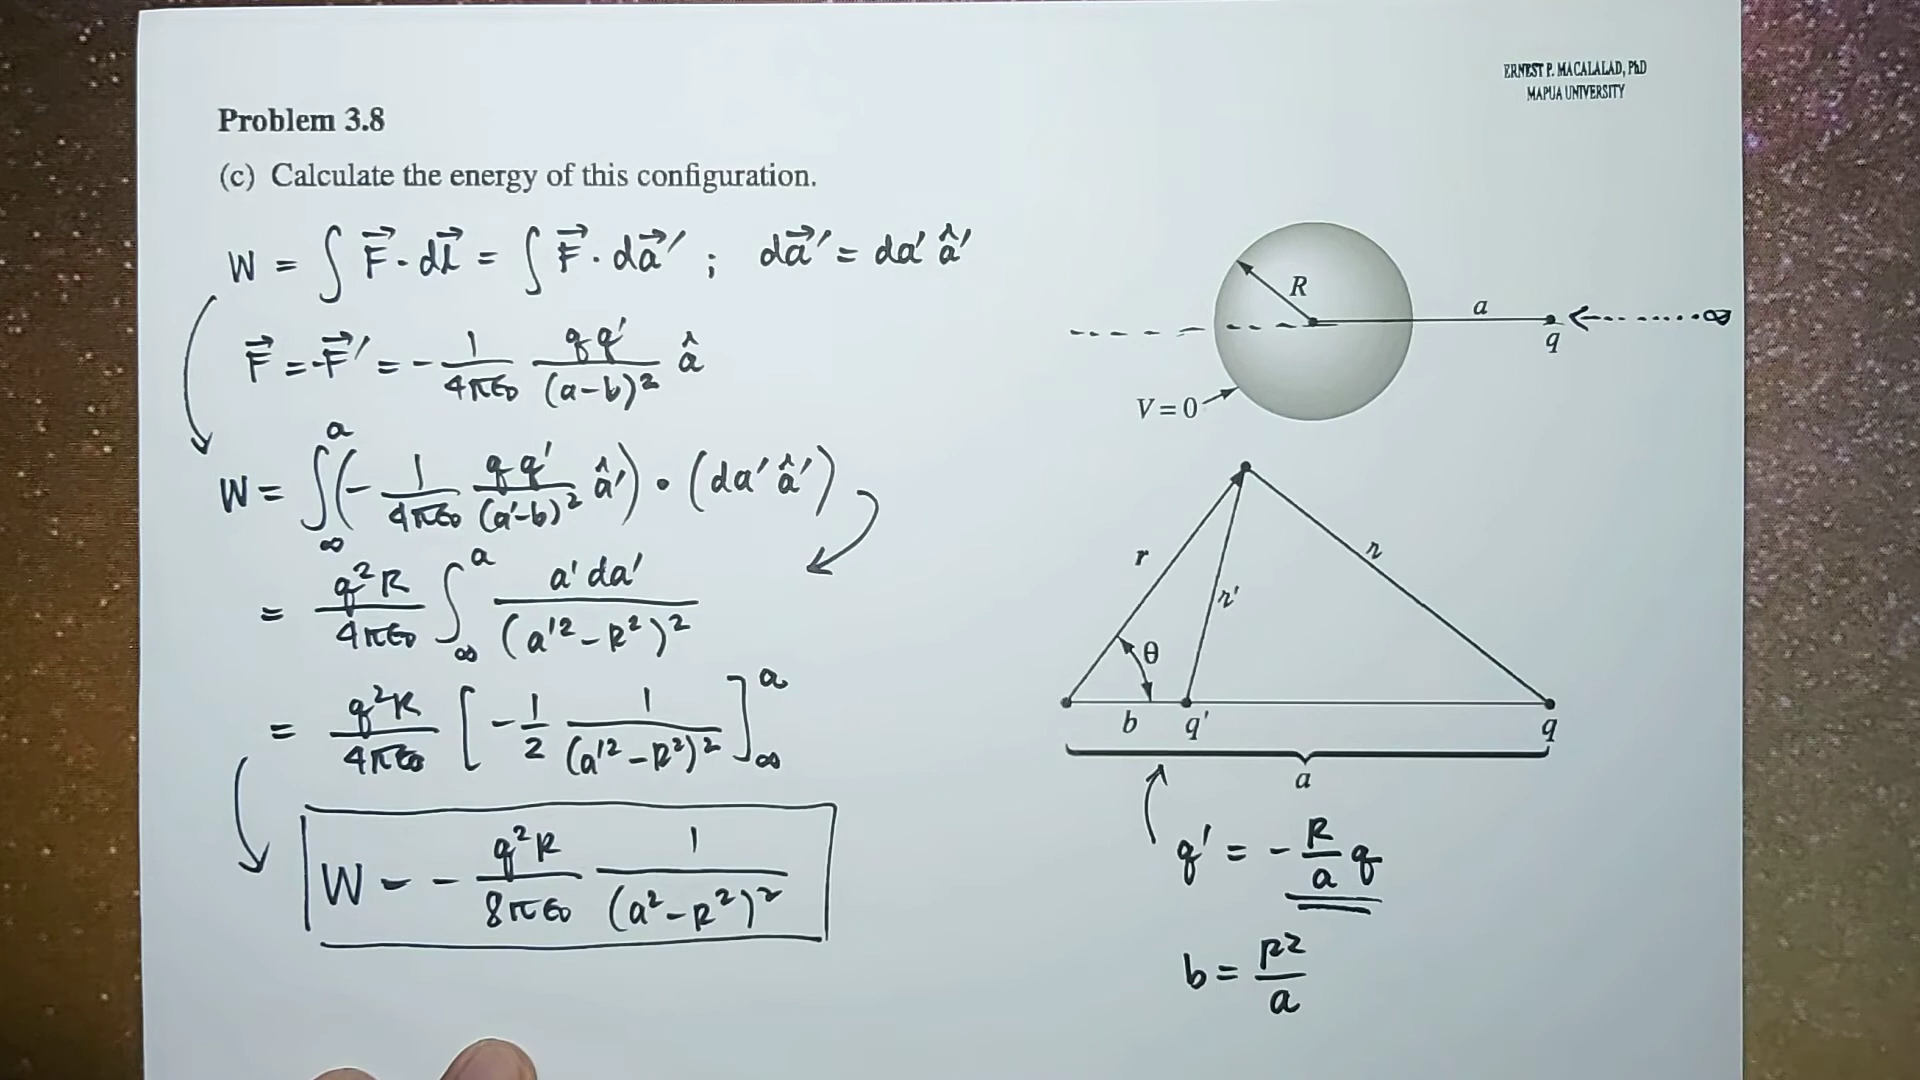 ERNEST P. MACALALAD, PhD
MAPUA UNIVERSITY
Problem 3.8
(c) Calculate the energy of this configuration.
W = ∫ F⃗ · dl⃗ = ∫ F⃗ · da⃗′ ; da⃗′ = da′ â′
F⃗ = -F⃗′ = - 1/4πε₀ qq′/(a-b)² â
W = ∫_∞^a (- 1/4πε₀ qq′/(a′-b)² â′) • (da′ â′)
= q²R/4πε₀ ∫_∞^a a′da′/(a′² - R²)²
= q²R/4πε₀ [- 1/2 1/(a′² - R²)²]_∞^a
W = - q²R/8πε₀ 1/(a² - R²)²
R
a
∞
q
V = 0
r
𝓇
𝓇′
θ
b
q'
q
a
q′ = - R/a q
b = R²/a